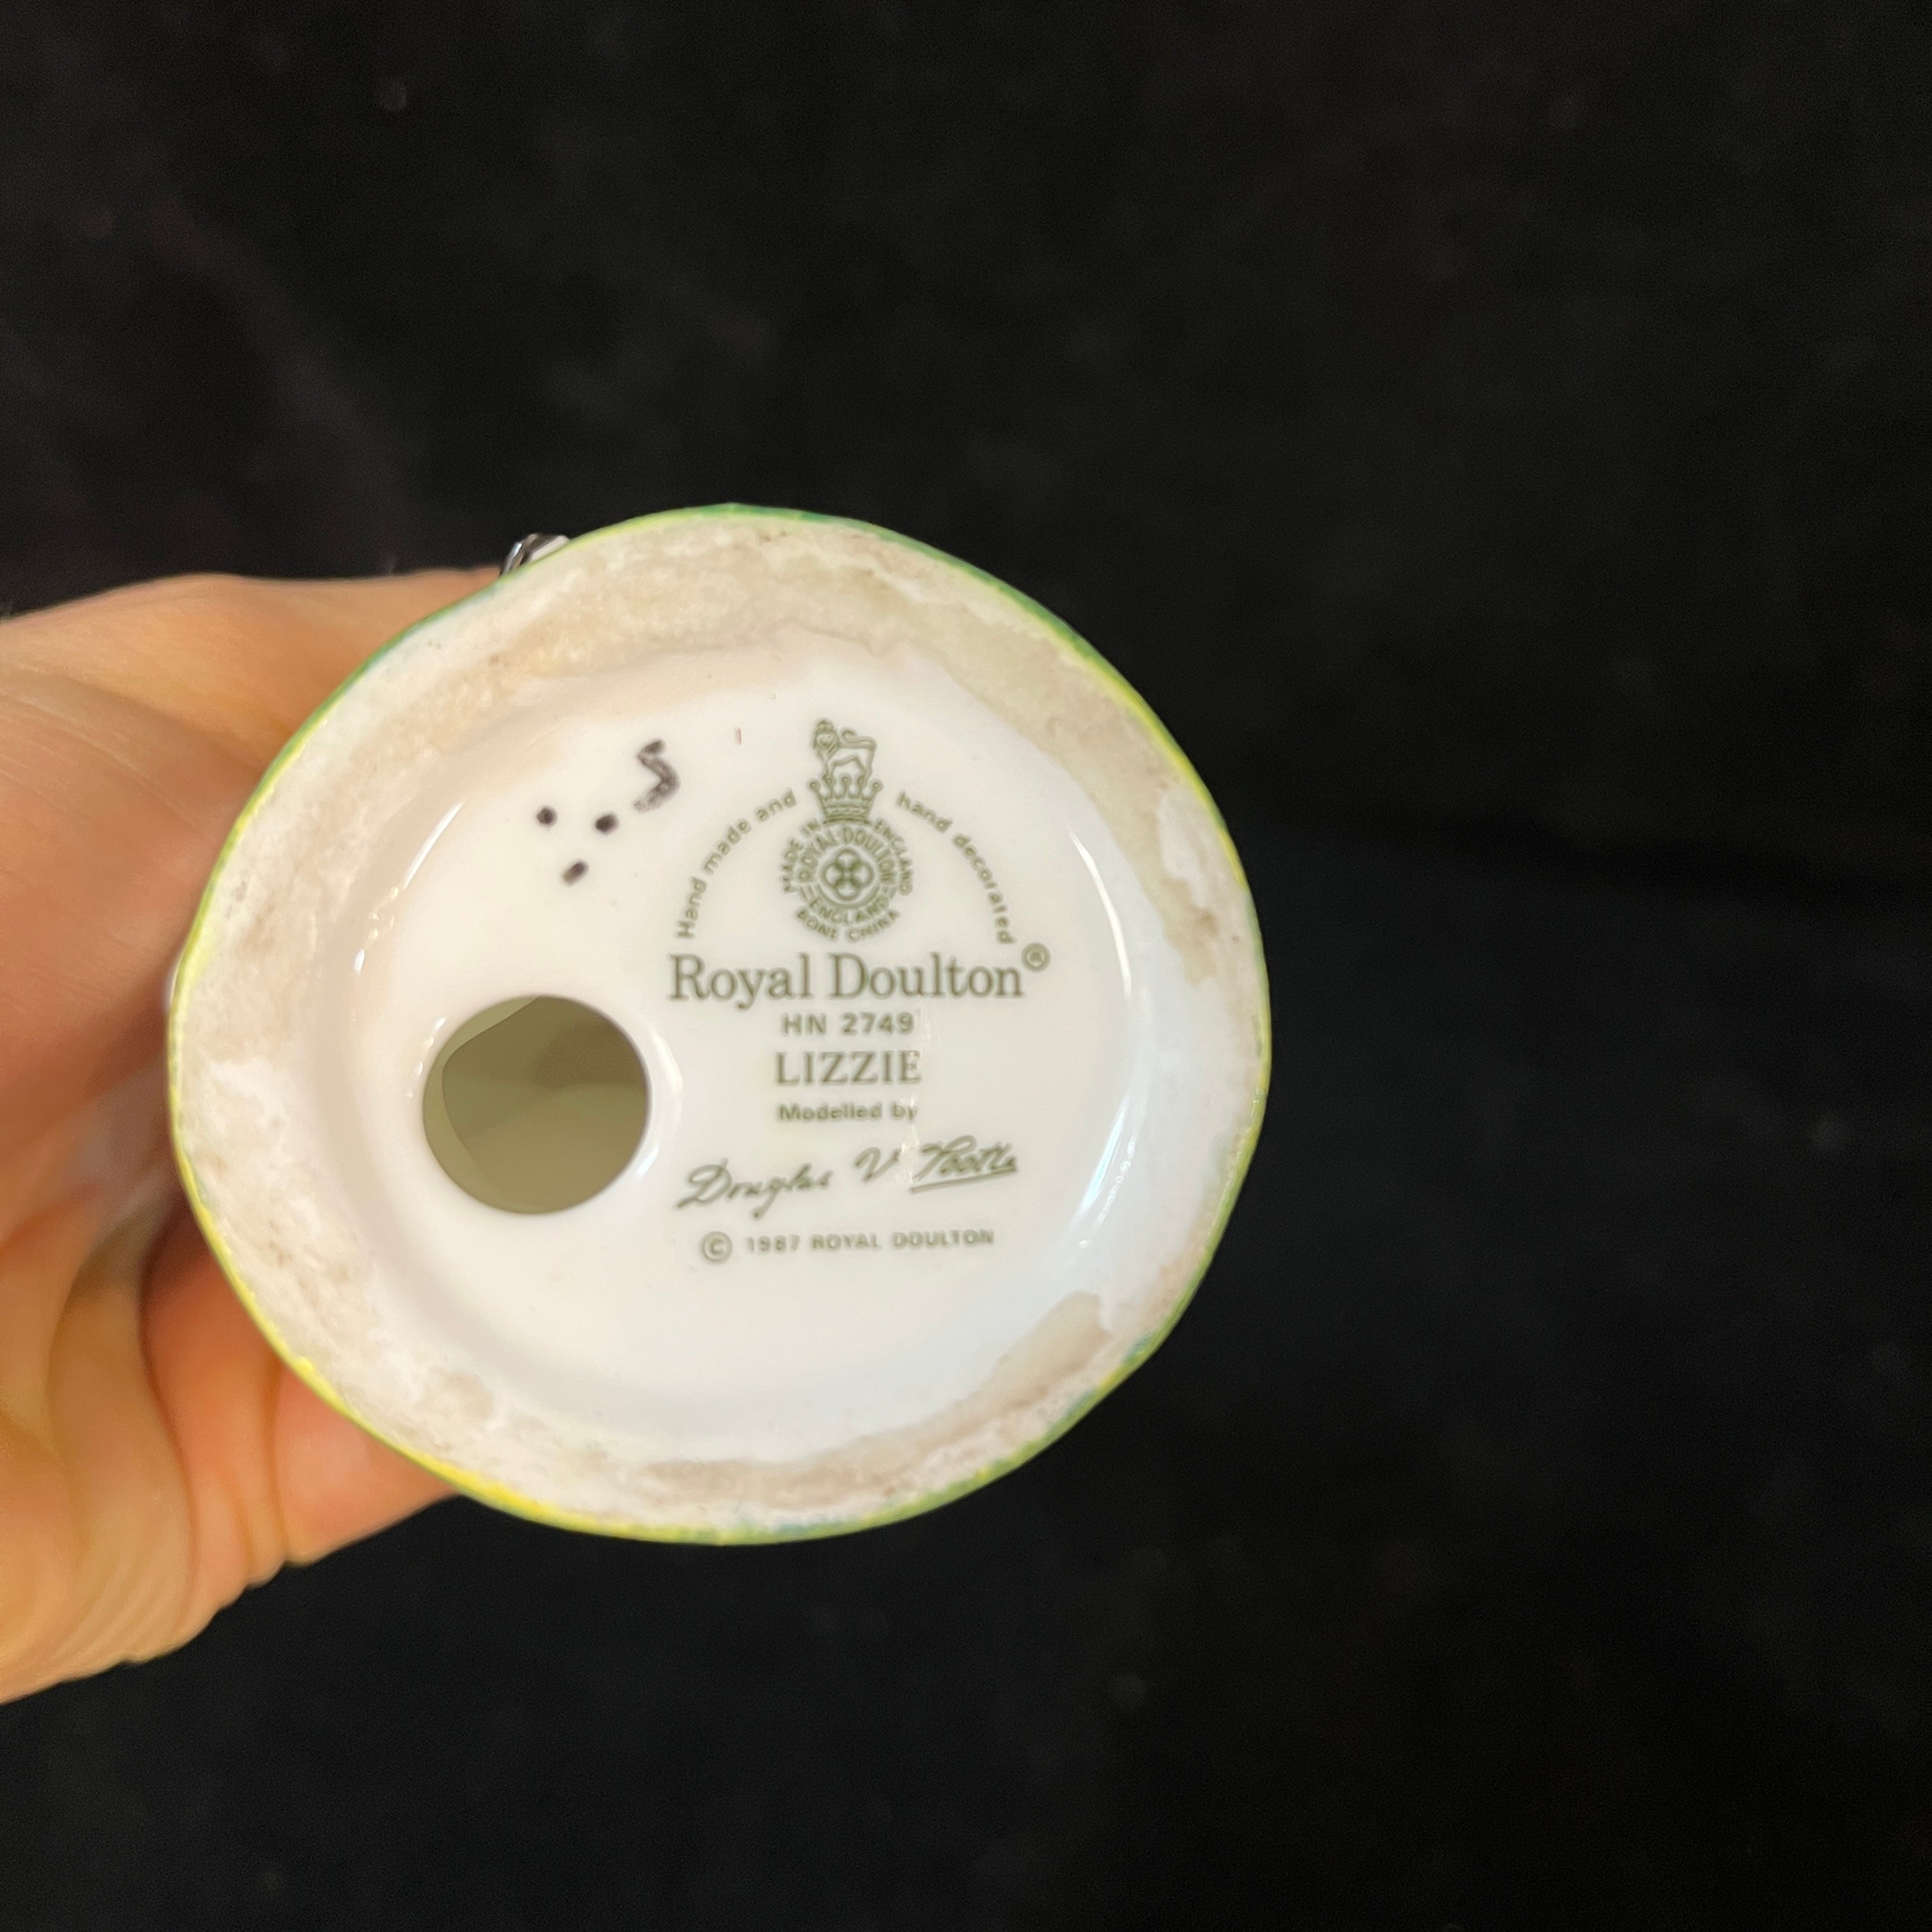 S
Hand made and hand decorated
MADE IN ENGLAND
ROYAL DOULTON
ENGLAND
BONE CHINA
Royal Doulton®
HN 2749
LIZZIE
Modelled by
Douglas V Tootle
© 1987 ROYAL DOULTON